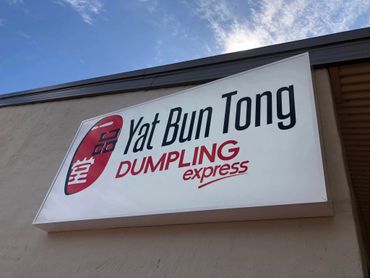 一品堂
Yat Bun Tong
DUMPLING
express